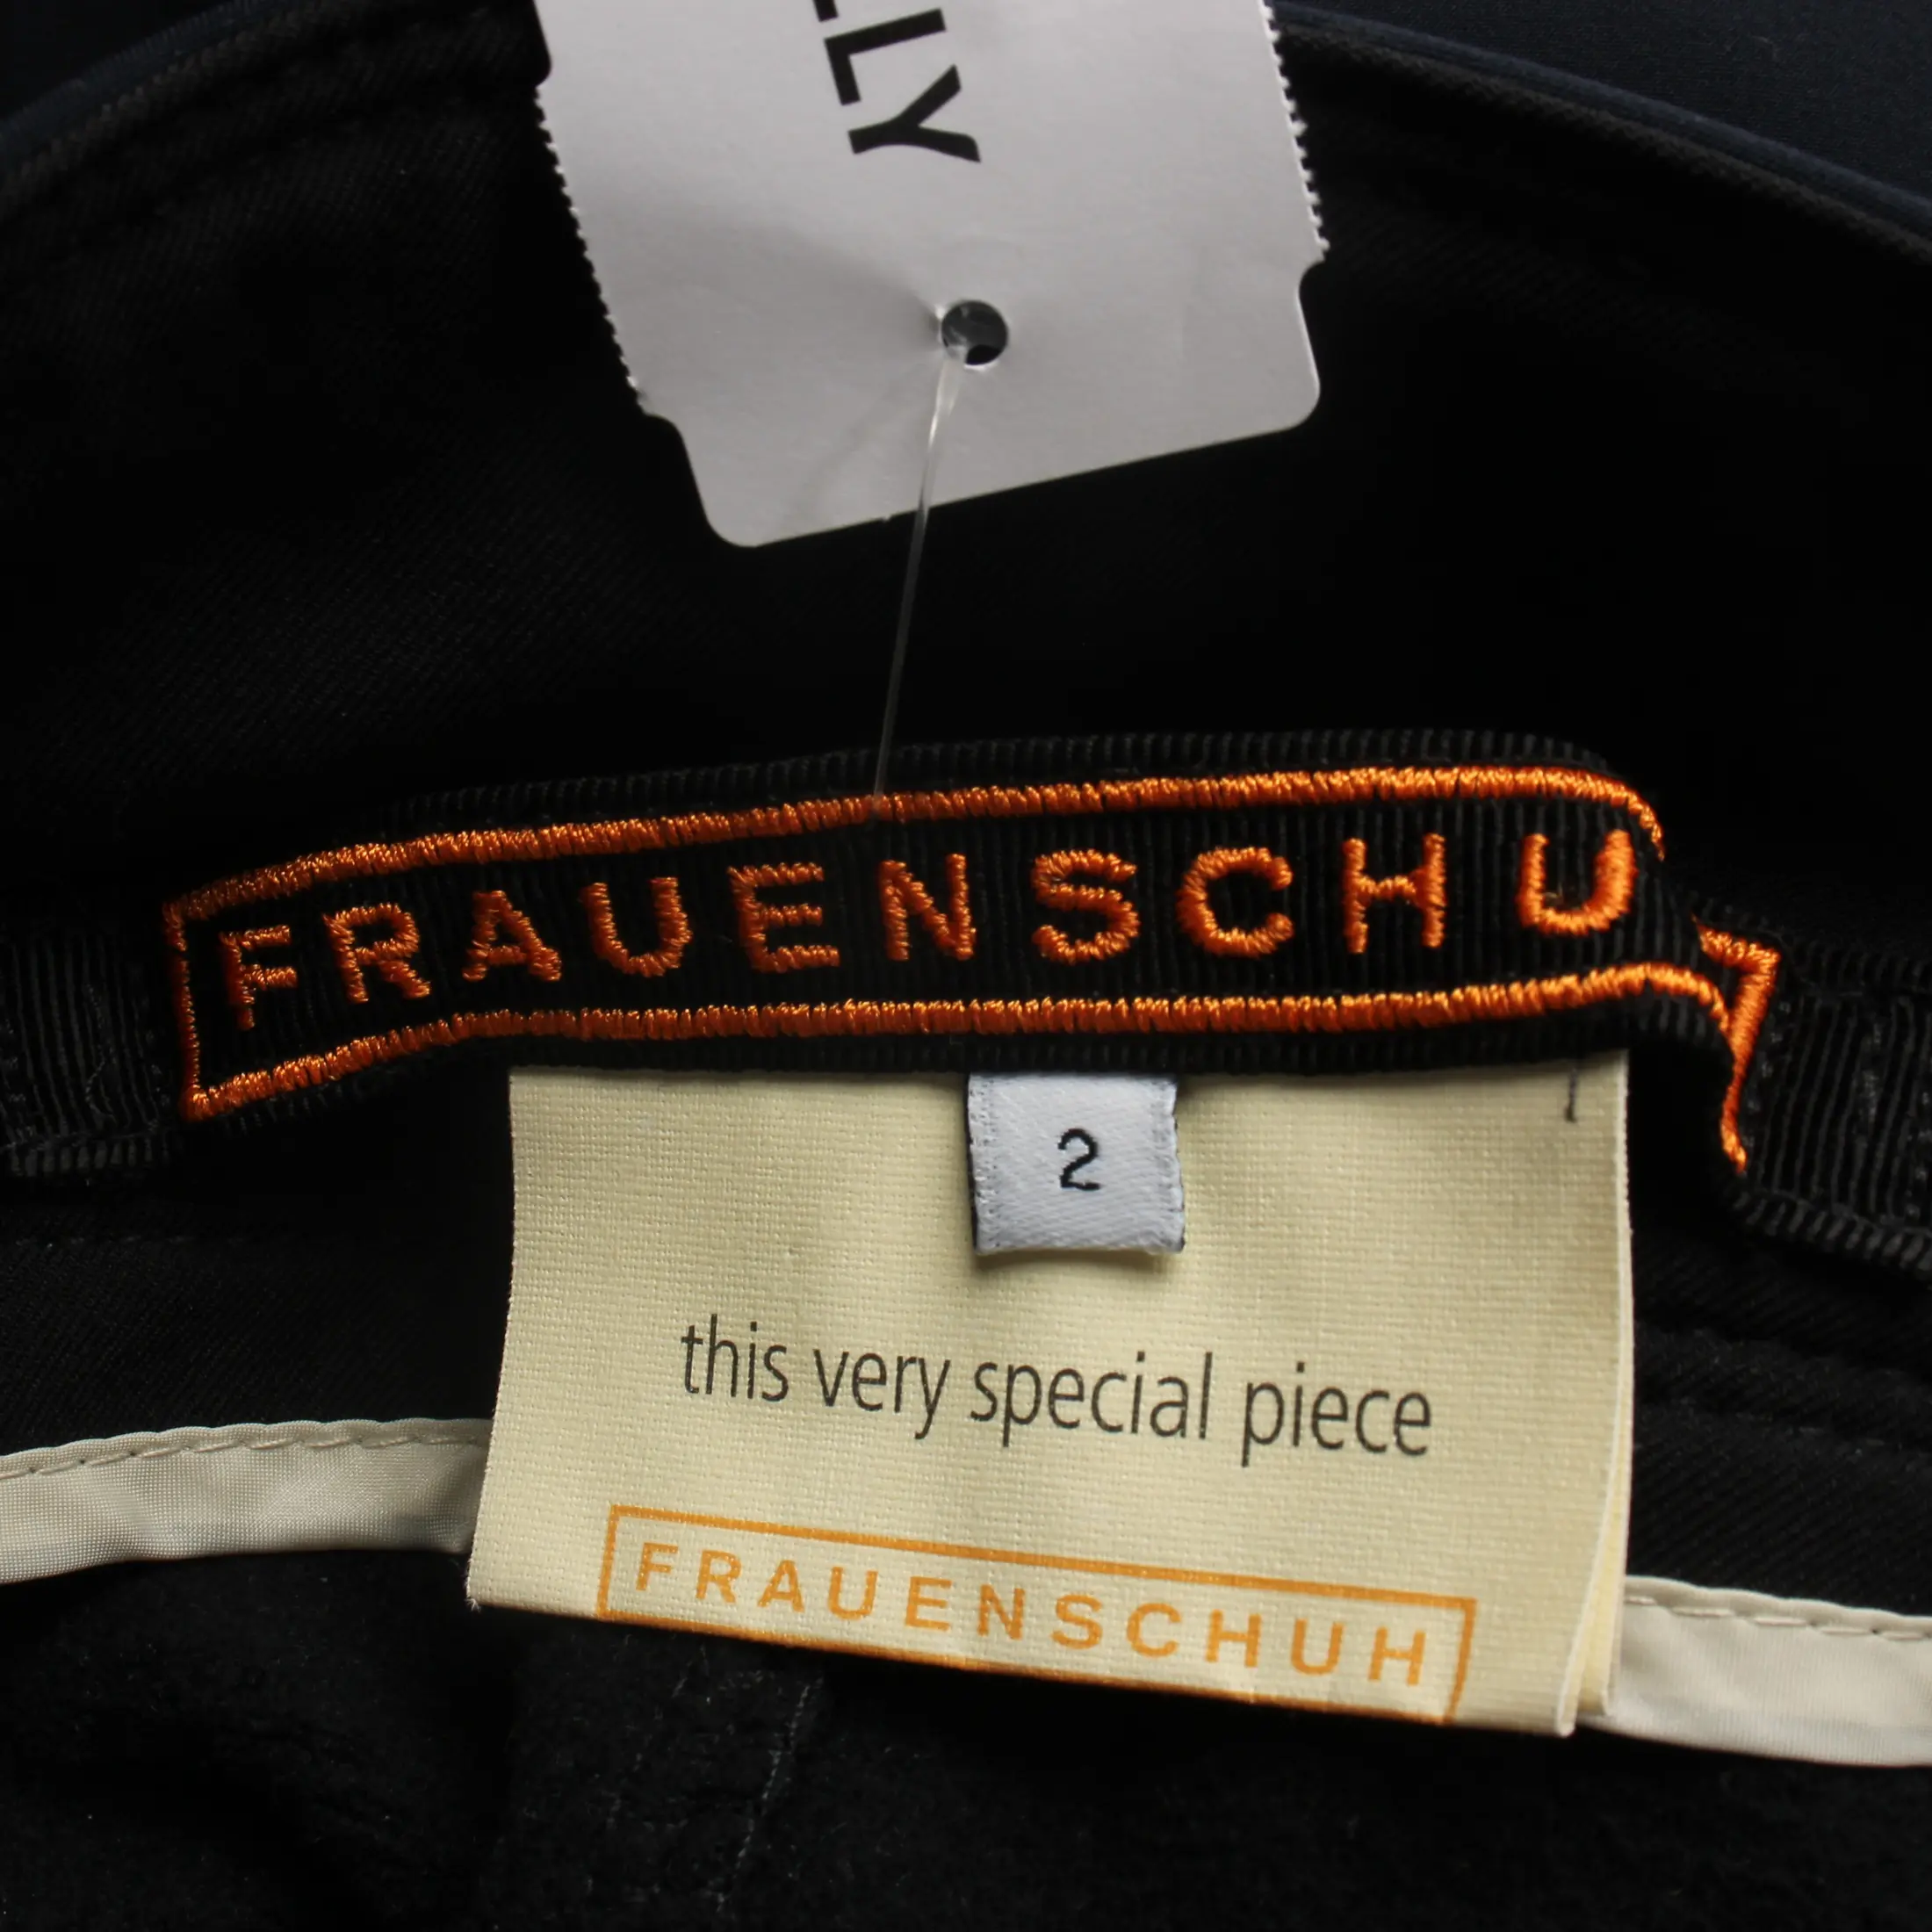 LLY
FRAUENSCHU
2
this very special piece
FRAUENSCHUH